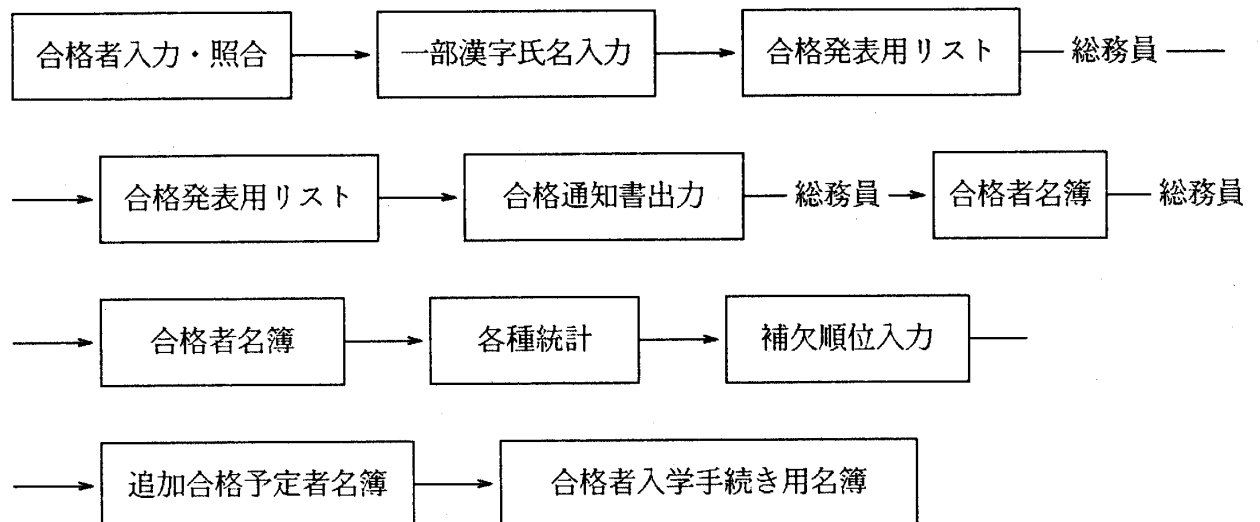 合格者入力・照合 一部漢字氏名入力 合格発表用リスト 総務員
合格発表用リスト 合格通知書出力 総務員 合格者名簿 総務員
合格者名簿 各種統計 補欠順位入力
追加合格予定者名簿 合格者入学手続き用名簿